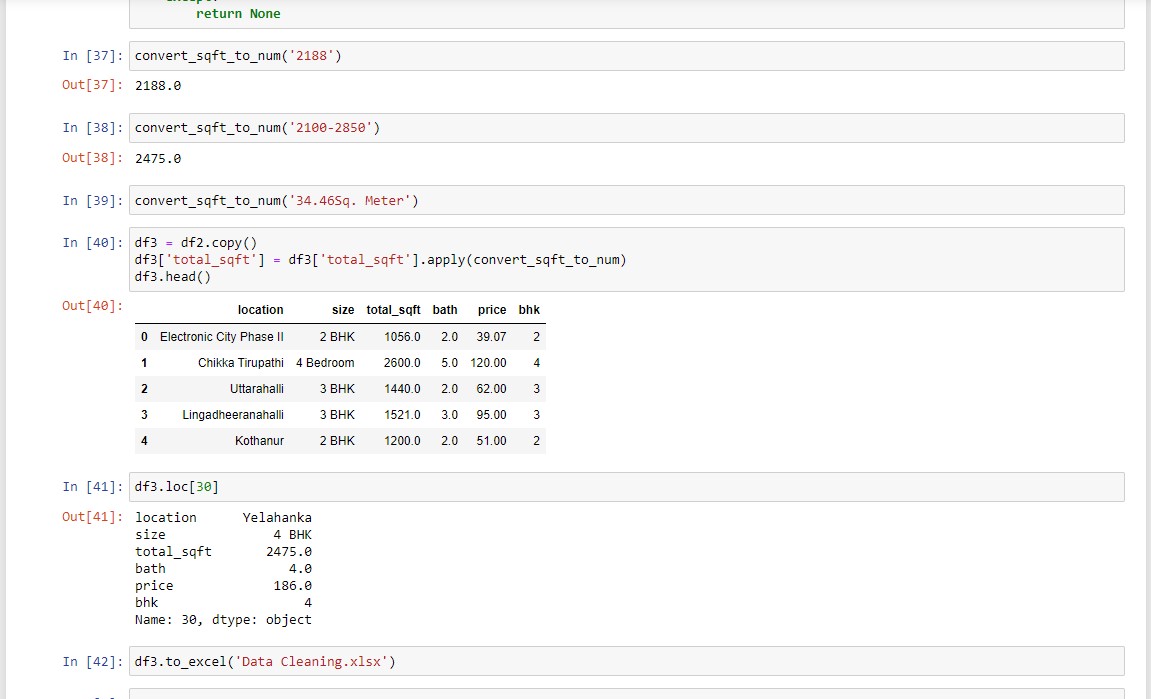 return None
In [37]: convert_sqft_to_num('2188')
Out[37]: 2188.0
In [38]: convert_sqft_to_num('2100-2850')
Out[38]: 2475.0
In [39]: convert_sqft_to_num('34.46Sq. Meter')
In [40]: df3 = df2.copy()
df3['total_sqft'] = df3['total_sqft'].apply(convert_sqft_to_num)
df3.head()
Out[40]:
location size total_sqft bath price bhk
0 Electronic City Phase II 2 BHK 1056.0 2.0 39.07 2
1 Chikka Tirupathi 4 Bedroom 2600.0 5.0 120.00 4
2 Uttarahalli 3 BHK 1440.0 2.0 62.00 3
3 Lingadheeranahalli 3 BHK 1521.0 3.0 95.00 3
4 Kothanur 2 BHK 1200.0 2.0 51.00 2
In [41]: df3.loc[30]
Out[41]: location Yelahanka
size 4 BHK
total_sqft 2475.0
bath 4.0
price 186.0
bhk 4
Name: 30, dtype: object
In [42]: df3.to_excel('Data Cleaning.xlsx')